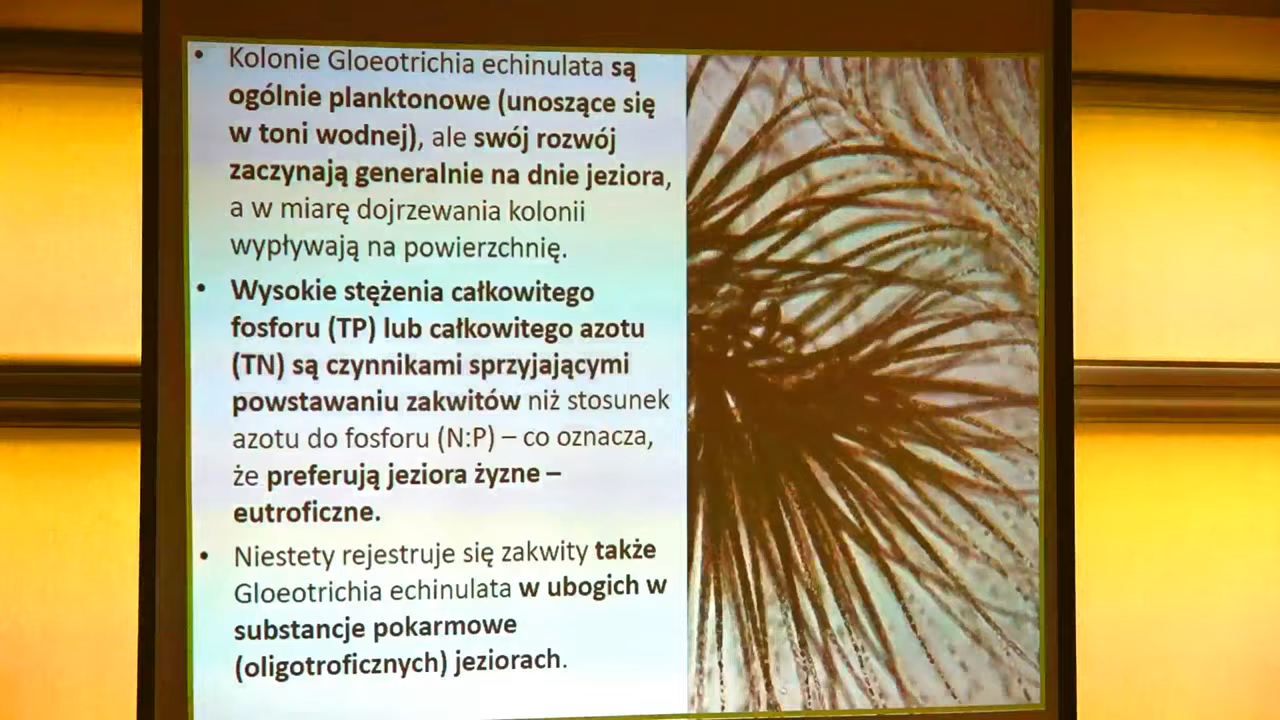 • Kolonie Gloeotrichia echinulata są
ogólnie planktonowe (unoszące się
w toni wodnej), ale swój rozwój
zaczynają generalnie na dnie jeziora,
a w miarę dojrzewania kolonii
wypływają na powierzchnię.
• Wysokie stężenia całkowitego
fosforu (TP) lub całkowitego azotu
(TN) są czynnikami sprzyjającymi
powstawaniu zakwitów niż stosunek
azotu do fosforu (N:P) – co oznacza,
że preferują jeziora żyzne –
eutroficzne.
• Niestety rejestruje się zakwity także
Gloeotrichia echinulata w ubogich w
substancje pokarmowe
(oligotroficznych) jeziorach.